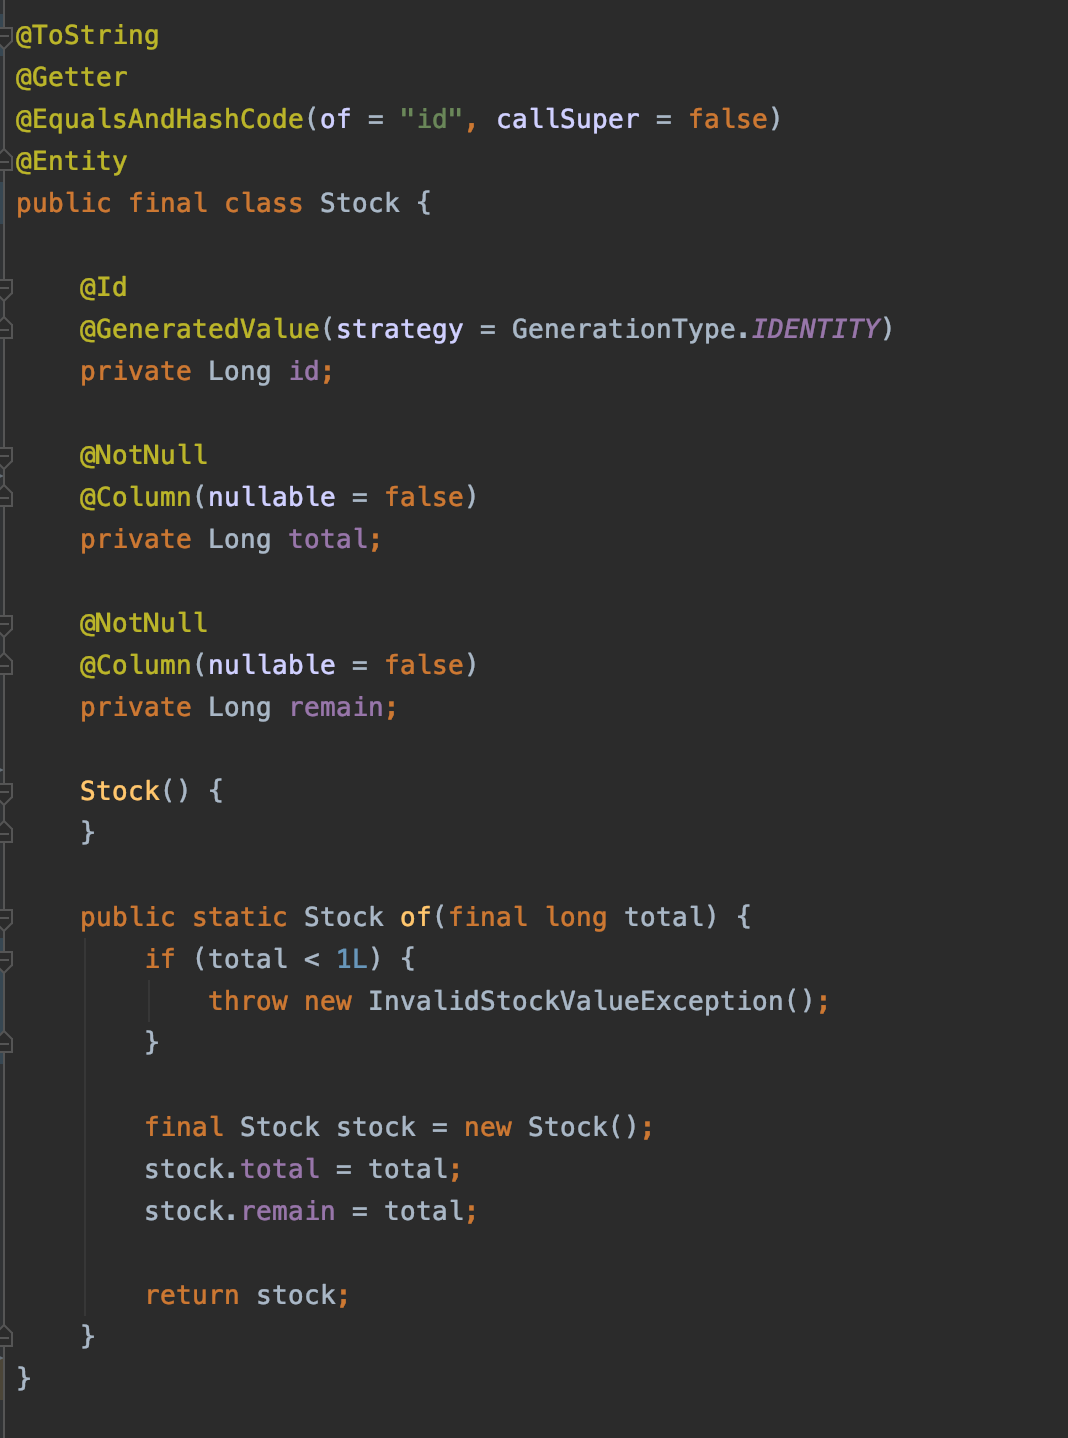 @ToString
@Getter
@EqualsAndHashCode(of = "id", callSuper = false)
@Entity
public final class Stock {
@Id
@GeneratedValue(strategy = GenerationType.IDENTITY)
private Long id;
@NotNull
@Column(nullable = false)
private Long total;
@NotNull
@Column(nullable = false)
private Long remain;
Stock() {
}
public static Stock of(final long total) {
if (total < 1L) {
throw new InvalidStockValueException();
}
final Stock stock = new Stock();
stock.total = total;
stock.remain = total;
return stock;
}
}